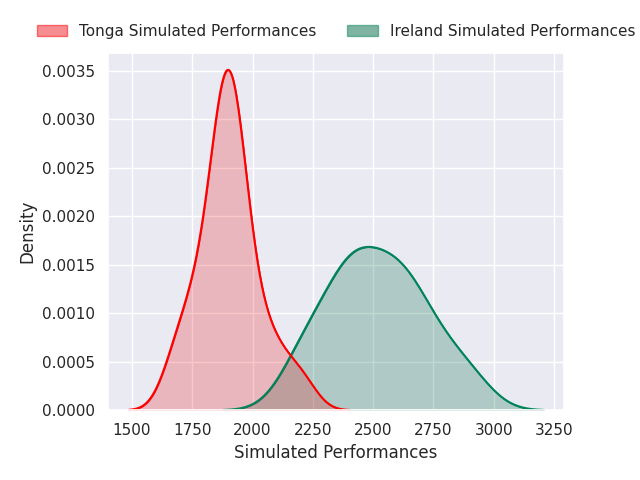 Tonga Simulated Performances Ireland Simulated Performances
0.0035
0.0030
0.0025
0.0020
0.0015
0.0010
0.0005
0.0000
Density
1500 1750 2000 2250 2500 2750 3000 3250
Simulated Performances